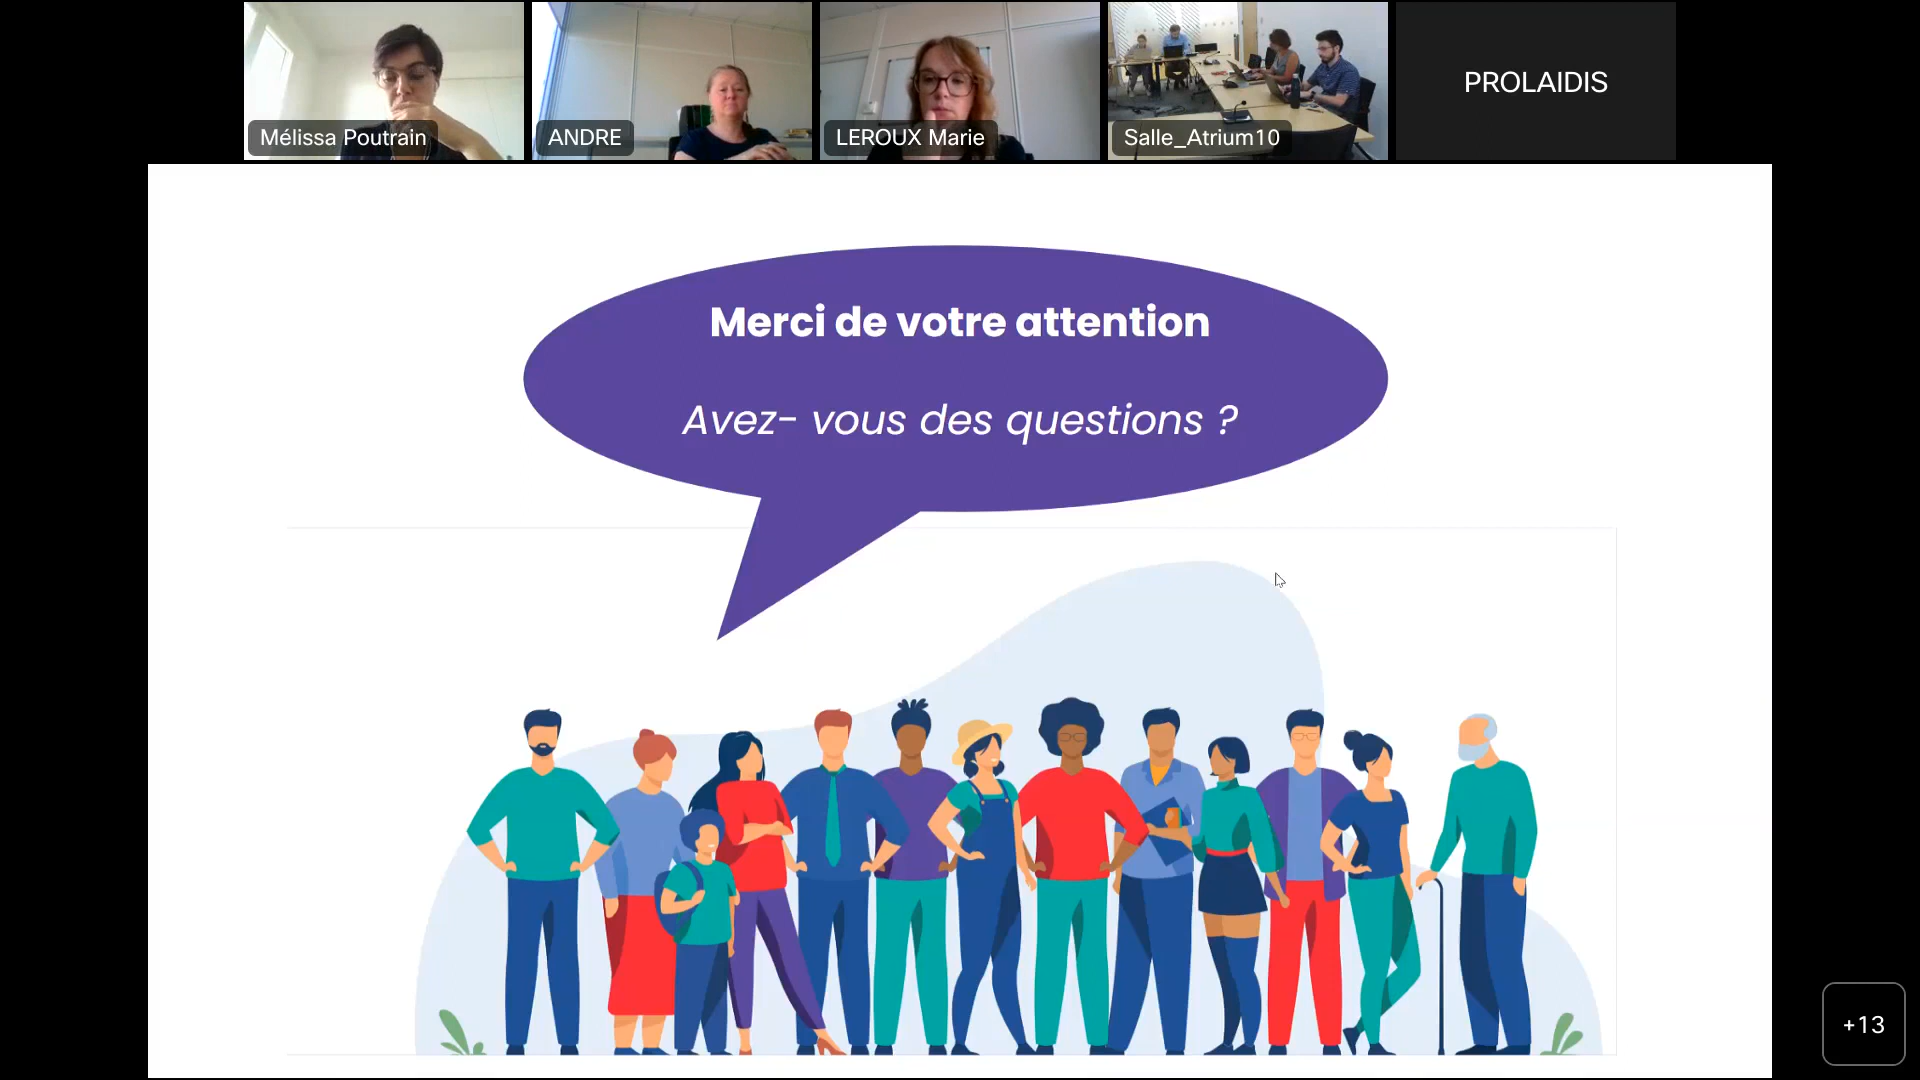 Mélissa Poutrain
ANDRE
LEROUX Marie
Salle_Atrium10
PROLAIDIS
Merci de votre attention
Avez- vous des questions ?
+13